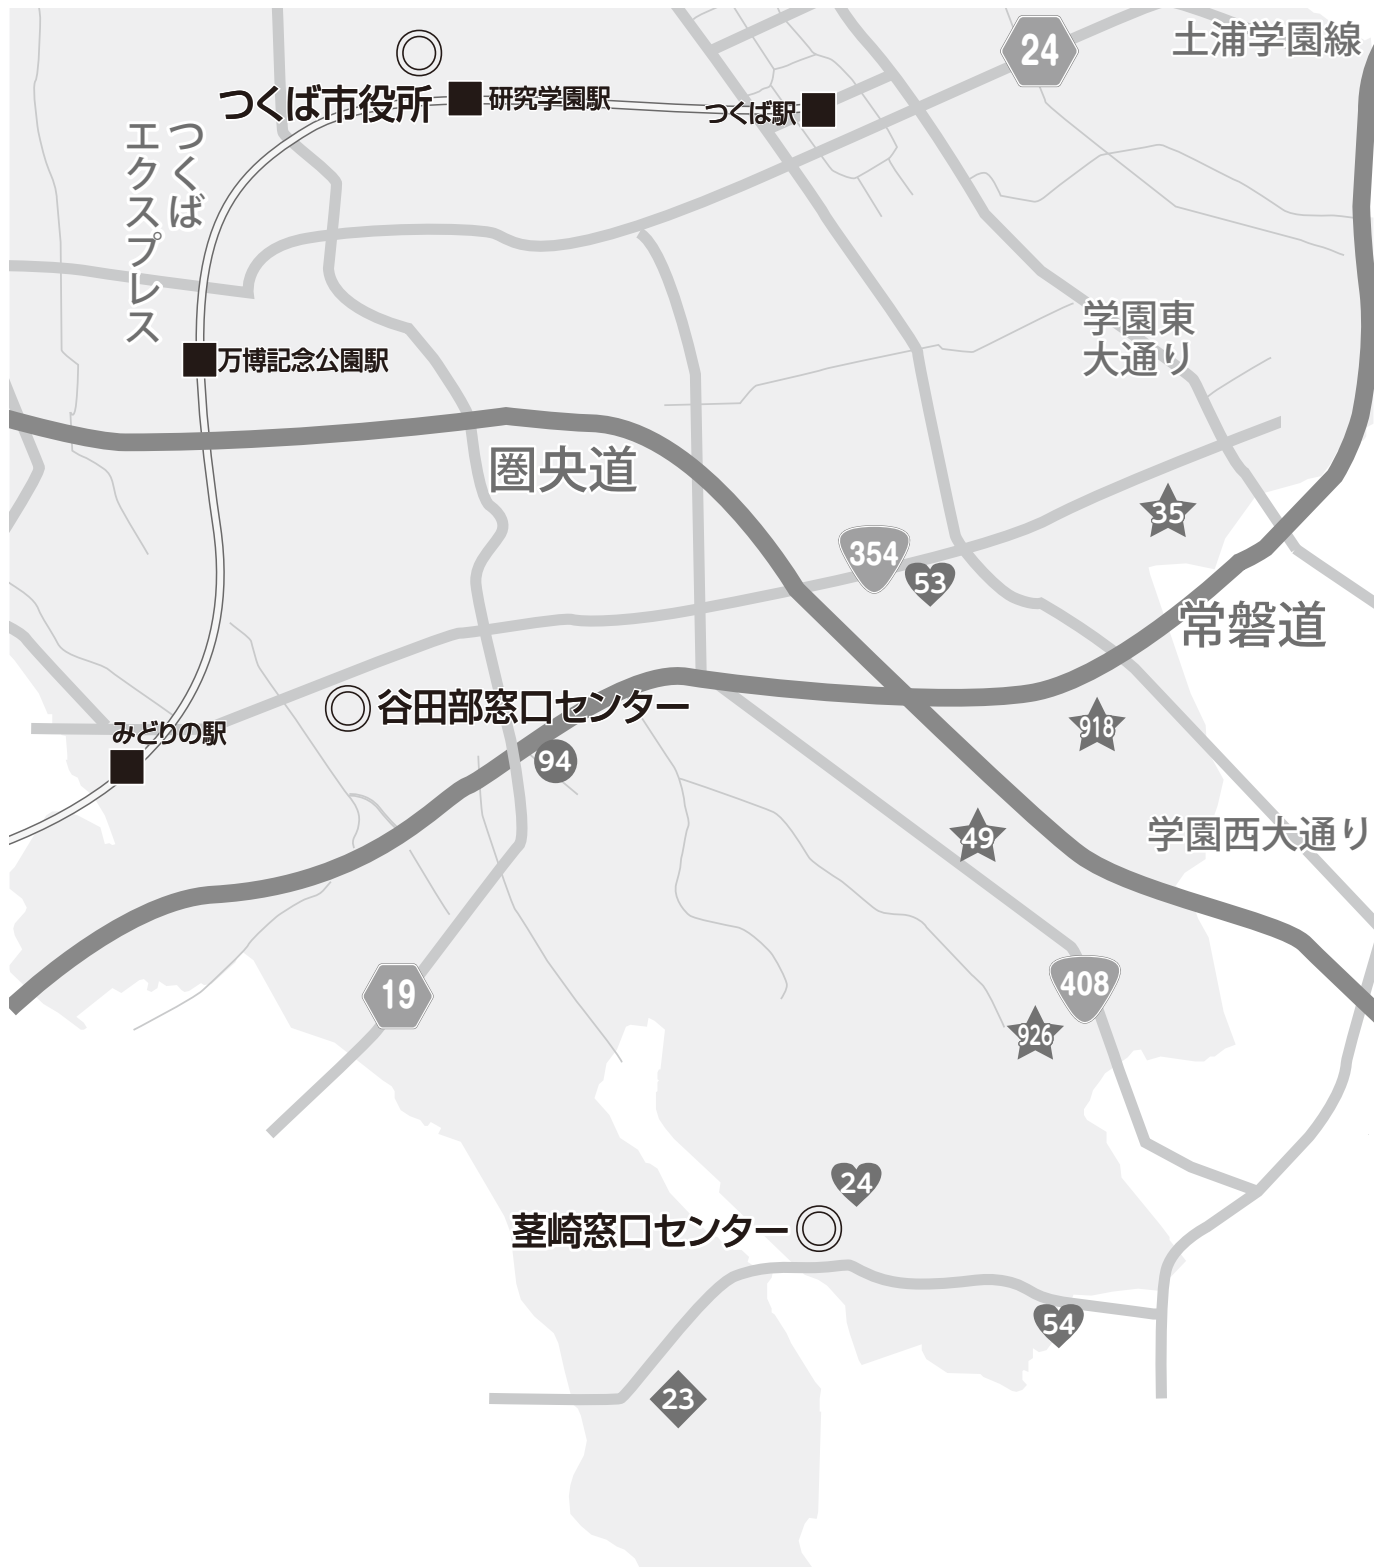 土浦学園線
24
つくば市役所
研究学園駅
つくば駅
つくば
エクスプレス
学園東
大通り
万博記念公園駅
圏央道
35
354
53
常磐道
谷田部窓口センター
918
みどりの駅
94
49
学園西大通り
408
19
926
24
茎崎窓口センター
54
23